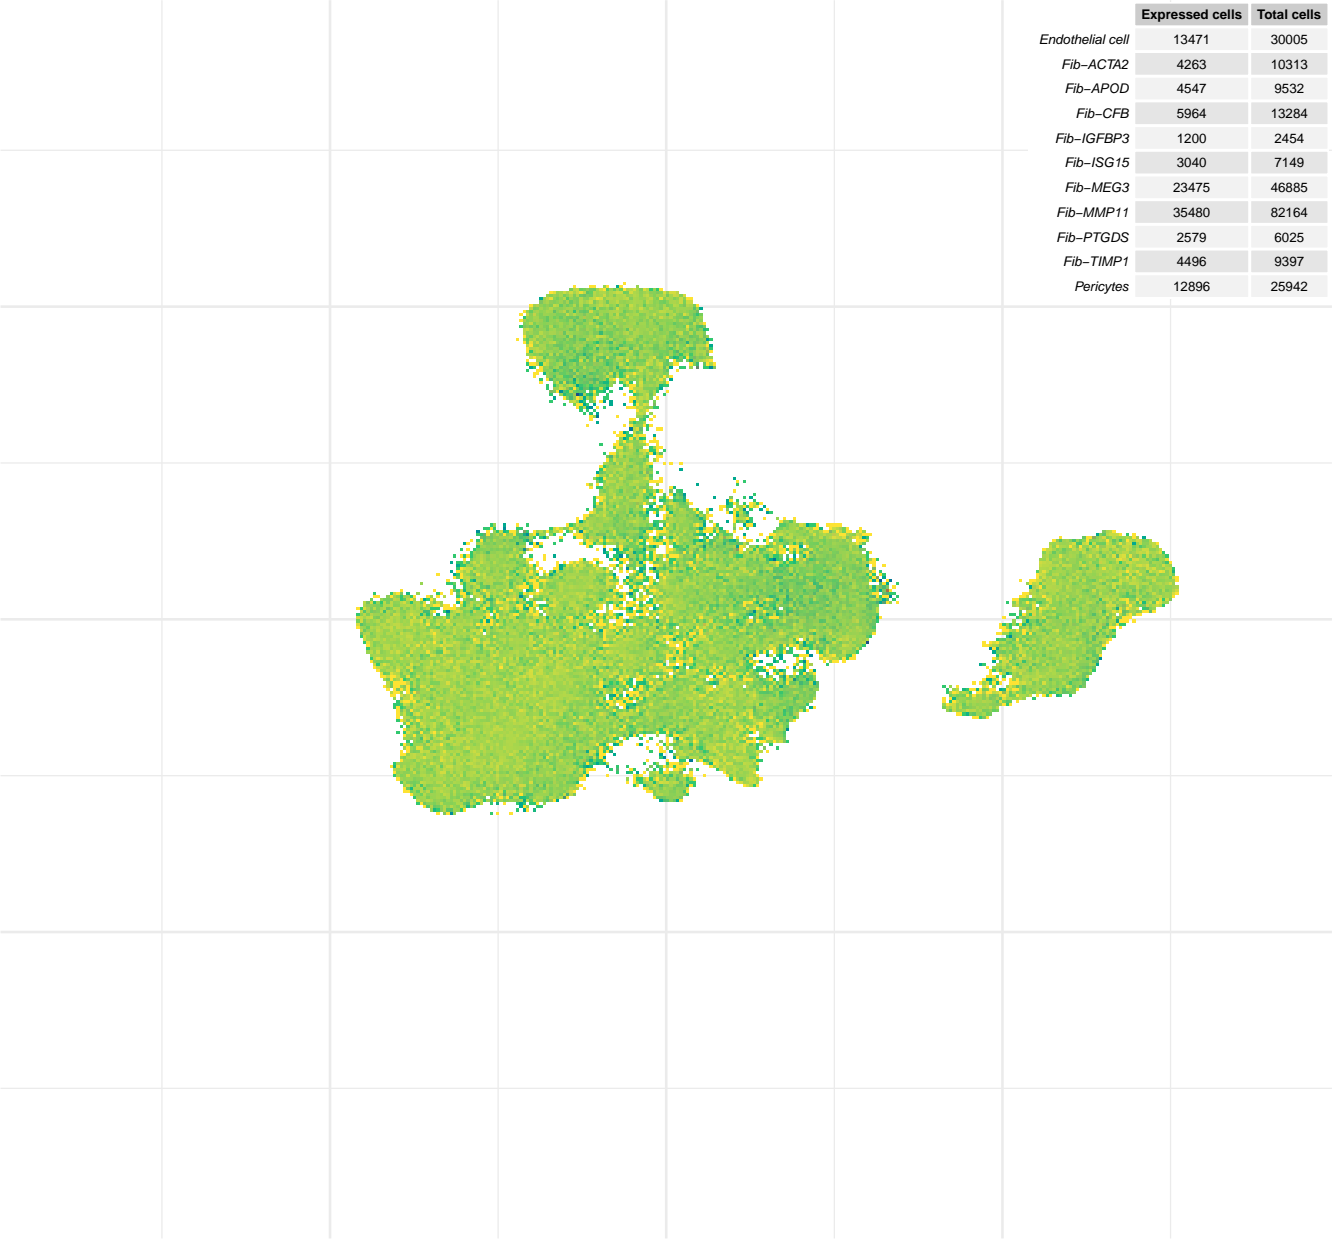 Expressed cells Total cells
Endothelial cell 13471 30005
Fib−ACTA2 4263 10313
Fib−APOD 4547 9532
Fib−CFB 5964 13284
Fib−IGFBP3 1200 2454
Fib−ISG15 3040 7149
Fib−MEG3 23475 46885
Fib−MMP11 35480 82164
Fib−PTGDS 2579 6025
Fib−TIMP1 4496 9397
Pericytes 12896 25942